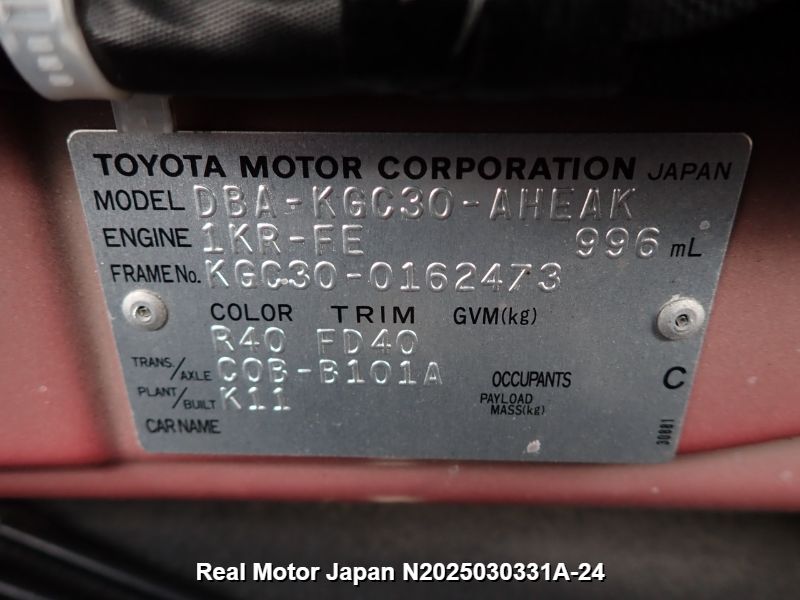 TOYOTA MOTOR CORPORATION JAPAN
MODEL DBA-KGC30-AHEAK
ENGINE 1KR-FE 996 mL
FRAME No. KGC30-0162473
COLOR TRIM GVM(kg)
R40 FD40
TRANS./AXLE C0B-B101A OCCUPANTS C
PLANT/BUILT K11 PAYLOAD MASS(kg)
CAR NAME 30881
Real Motor Japan N2025030331A-24